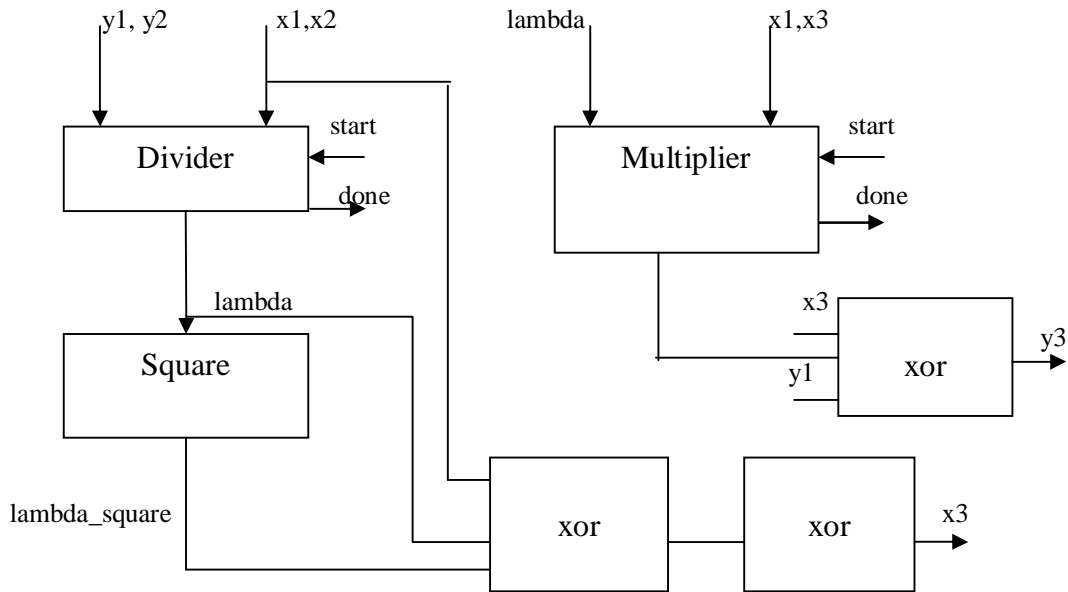 y1, y2
x1,x2
lambda
x1,x3
Divider
start
done
Multiplier
start
done
lambda
Square
x3
y1
xor
y3
lambda_square
xor
xor
x3